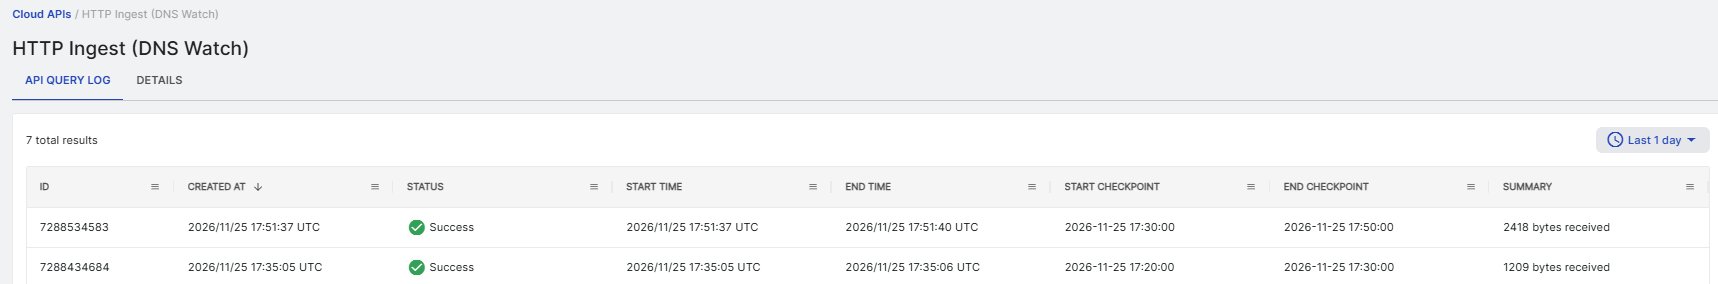 Cloud APIs / HTTP Ingest (DNS Watch)
HTTP Ingest (DNS Watch)
API QUERY LOG DETAILS
7 total results Last 1 day
ID CREATED AT STATUS START TIME END TIME START CHECKPOINT END CHECKPOINT SUMMARY
7288534583 2026/11/25 17:51:37 UTC Success 2026/11/25 17:51:37 UTC 2026/11/25 17:51:40 UTC 2026-11-25 17:30:00 2026-11-25 17:50:00 2418 bytes received
7288434684 2026/11/25 17:35:05 UTC Success 2026/11/25 17:35:05 UTC 2026/11/25 17:35:06 UTC 2026-11-25 17:20:00 2026-11-25 17:30:00 1209 bytes received